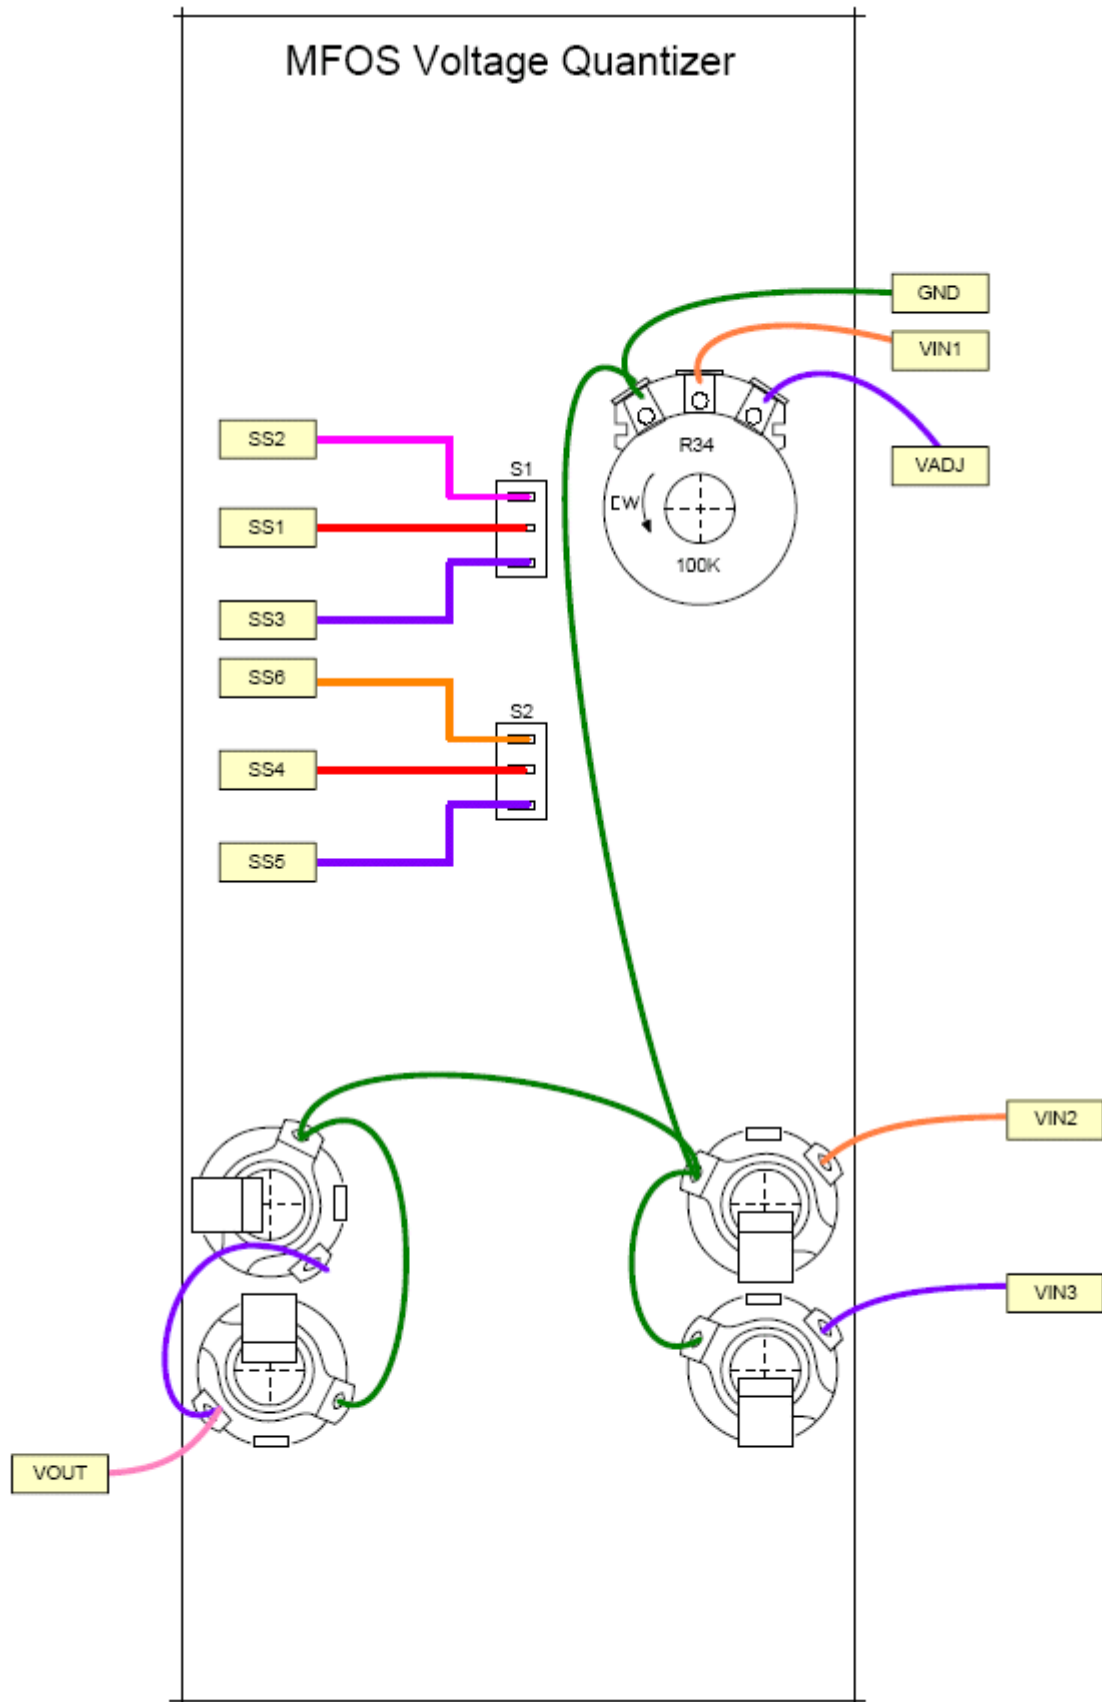 MFOS Voltage Quantizer
GND
VIN1
VADJ
R34
CW
100K
SS2
S1
SS1
SS3
SS6
S2
SS4
SS5
VIN2
VIN3
VOUT